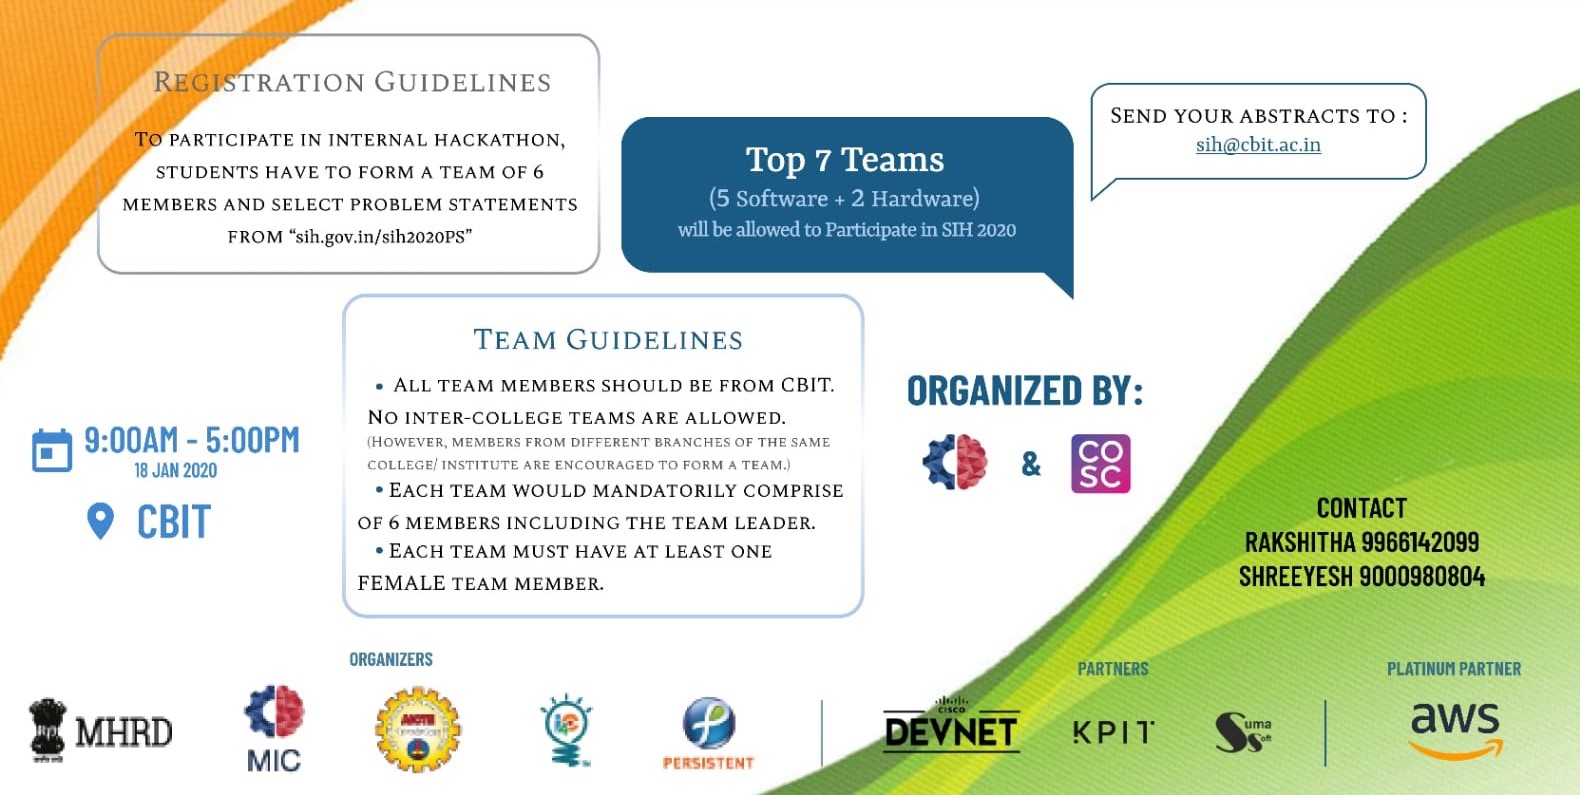 REGISTRATION GUIDELINES
TO PARTICIPATE IN INTERNAL HACKATHON,
STUDENTS HAVE TO FORM A TEAM OF 6
MEMBERS AND SELECT PROBLEM STATEMENTS
FROM “sih.gov.in/sih2020PS”
Top 7 Teams
(5 Software + 2 Hardware)
will be allowed to Participate in SIH 2020
SEND YOUR ABSTRACTS TO :
sih@cbit.ac.in
TEAM GUIDELINES
• ALL TEAM MEMBERS SHOULD BE FROM CBIT.
NO INTER-COLLEGE TEAMS ARE ALLOWED.
(HOWEVER, MEMBERS FROM DIFFERENT BRANCHES OF THE SAME
COLLEGE/ INSTITUTE ARE ENCOURAGED TO FORM A TEAM.)
• EACH TEAM WOULD MANDATORILY COMPRISE
OF 6 MEMBERS INCLUDING THE TEAM LEADER.
• EACH TEAM MUST HAVE AT LEAST ONE
FEMALE TEAM MEMBER.
9:00AM - 5:00PM
18 JAN 2020
CBIT
ORGANIZED BY:
&
CO
SC
CONTACT
RAKSHITHA 9966142099
SHREEYESH 9000980804
ORGANIZERS
MHRD
MIC
AICTE
i4c
PERSISTENT
PARTNERS
CISCO
DEVNET
KPIT
Suma
Soft
PLATINUM PARTNER
aws